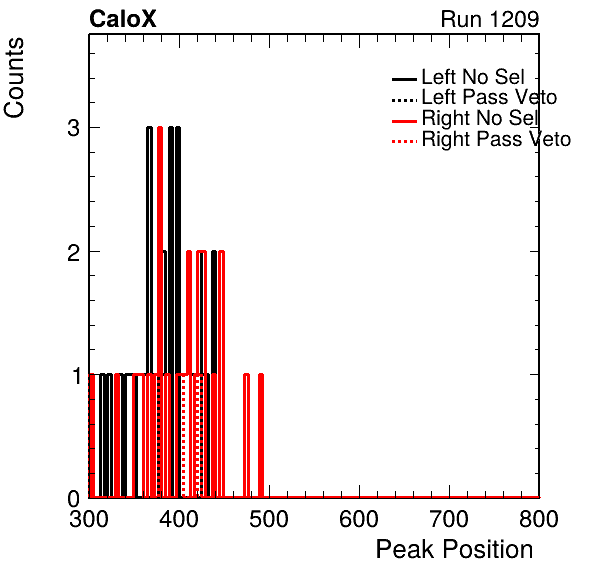 CaloX Run 1209
Counts
Left No Sel
Left Pass Veto
Right No Sel
Right Pass Veto
3
2
1
0
300 400 500 600 700 800
Peak Position